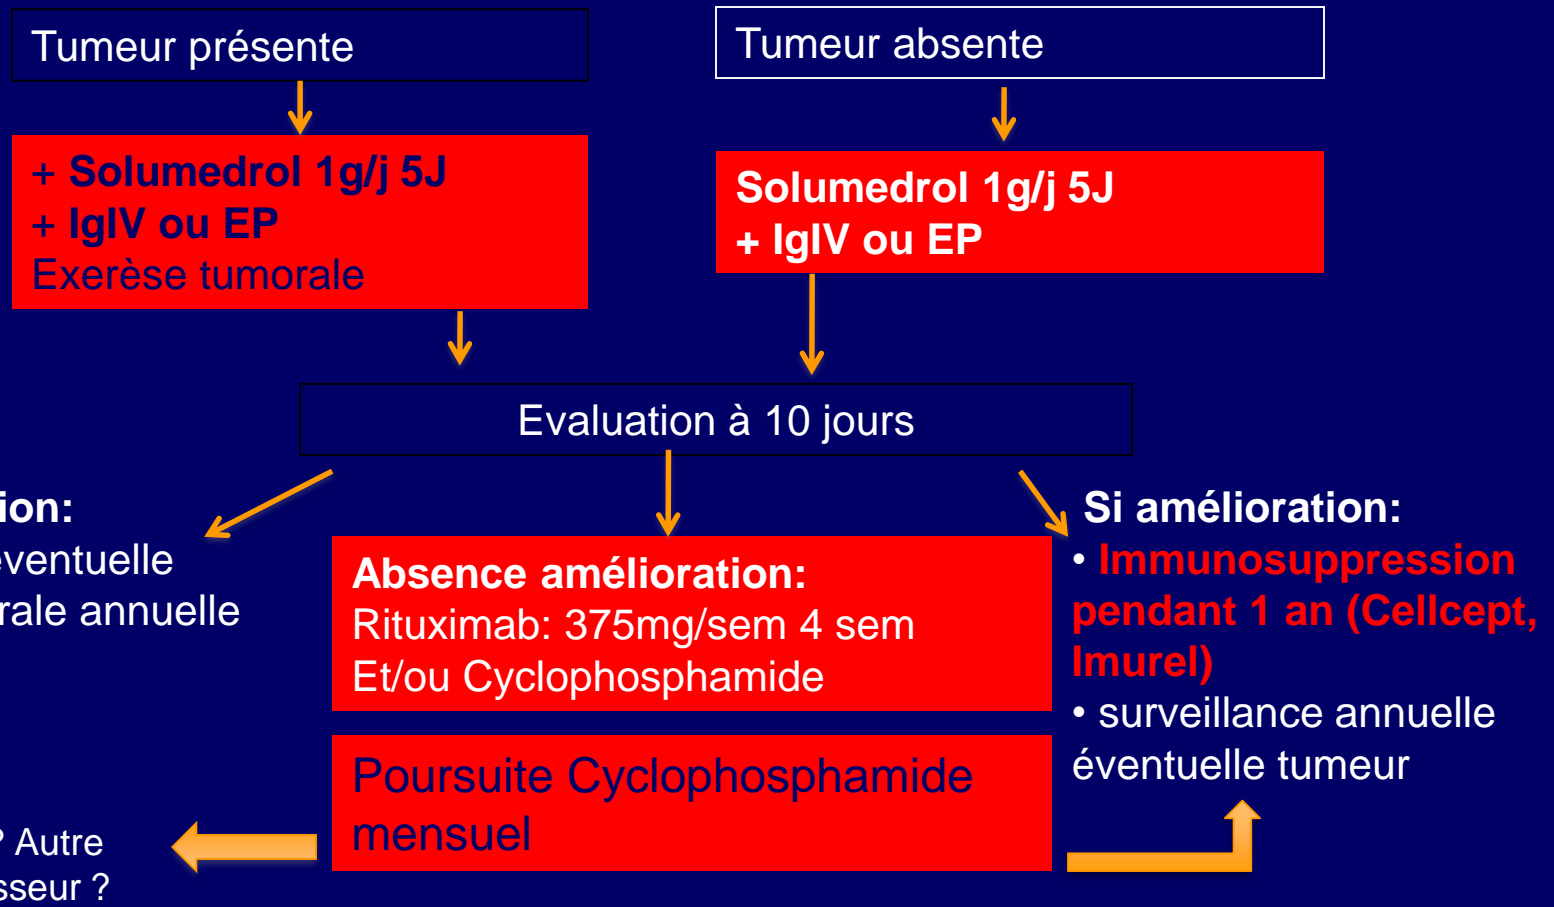 Tumeur présente
Tumeur absente
+ Solumedrol 1g/j 5J
+ IgIV ou EP
Exerèse tumorale
Solumedrol 1g/j 5J
+ IgIV ou EP
Evaluation à 10 jours
ion:
éventuelle
rale annuelle
Absence amélioration:
Rituximab: 375mg/sem 4 sem
Et/ou Cyclophosphamide
Si amélioration:
• Immunosuppression
pendant 1 an (Cellcept,
Imurel)
• surveillance annuelle
éventuelle tumeur
Poursuite Cyclophosphamide
mensuel
? Autre
sseur ?